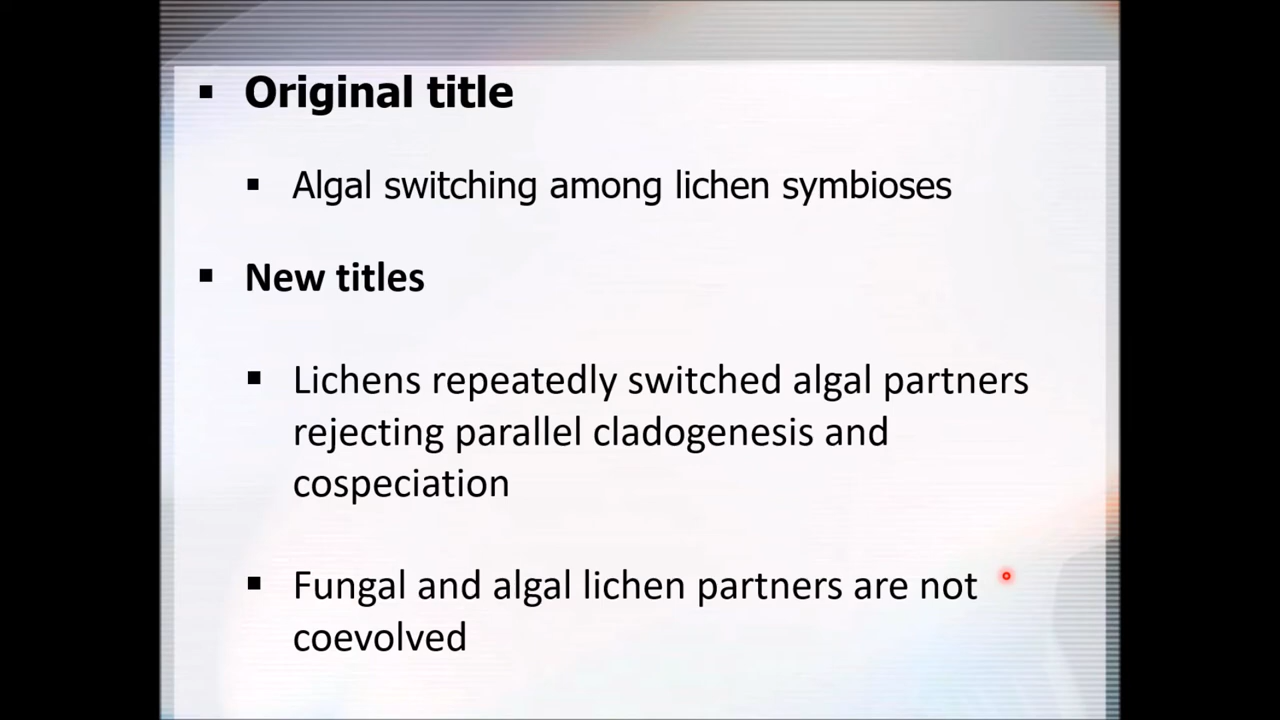 Original title
Algal switching among lichen symbioses
New titles
Lichens repeatedly switched algal partners
rejecting parallel cladogenesis and
cospeciation
Fungal and algal lichen partners are not
coevolved